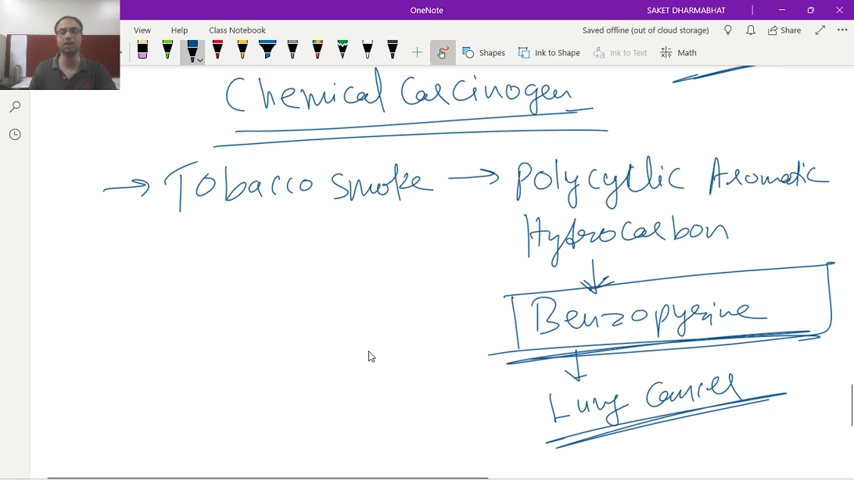 OneNote
SAKET DHARMABHAT
View Help Class Notebook
Saved offline (out of cloud storage)
Share
Shapes
Ink to Shape
Ink to Text
Math
Chemical Carcinogen
→ Tobacco smoke → Polycyclic Aromatic
Hydrocarbon
↓
Benzopyrine
↓
Lung Cancer